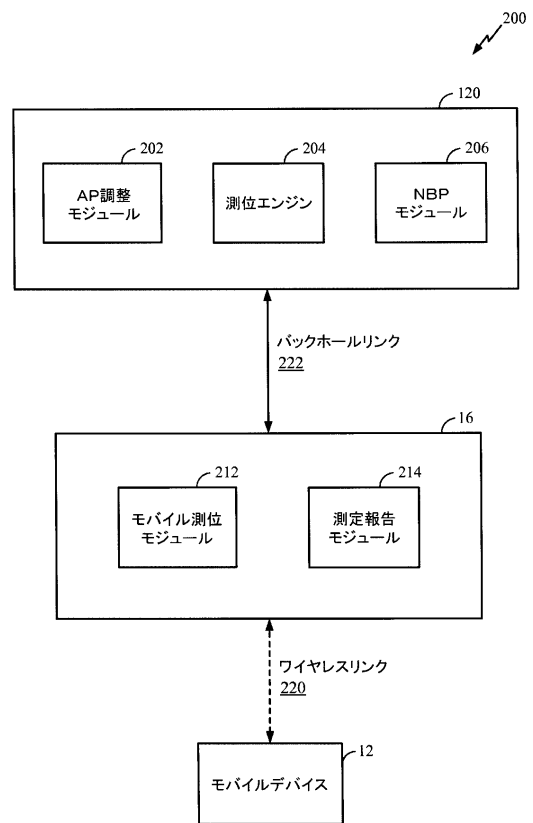 200
120
202
204
206
AP調整
モジュール
測位エンジン
NBP
モジュール
バックホールリンク
222
16
212
214
モバイル測位
モジュール
測定報告
モジュール
ワイヤレスリンク
220
12
モバイルデバイス